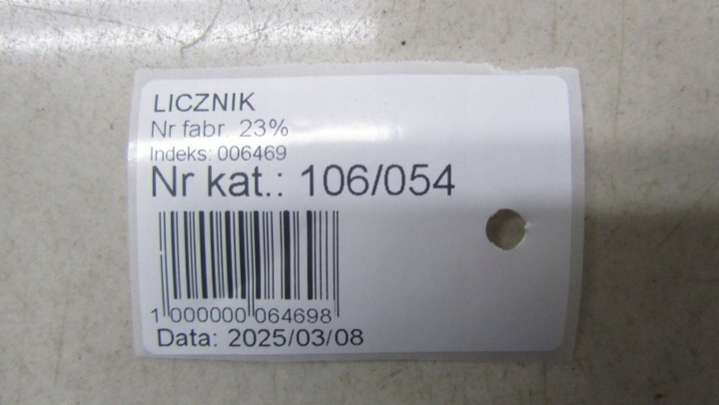 LICZNIK
Nr fabr. 23%
Indeks: 006469
Nr kat.: 106/054
1 000000 064698
Data: 2025/03/08